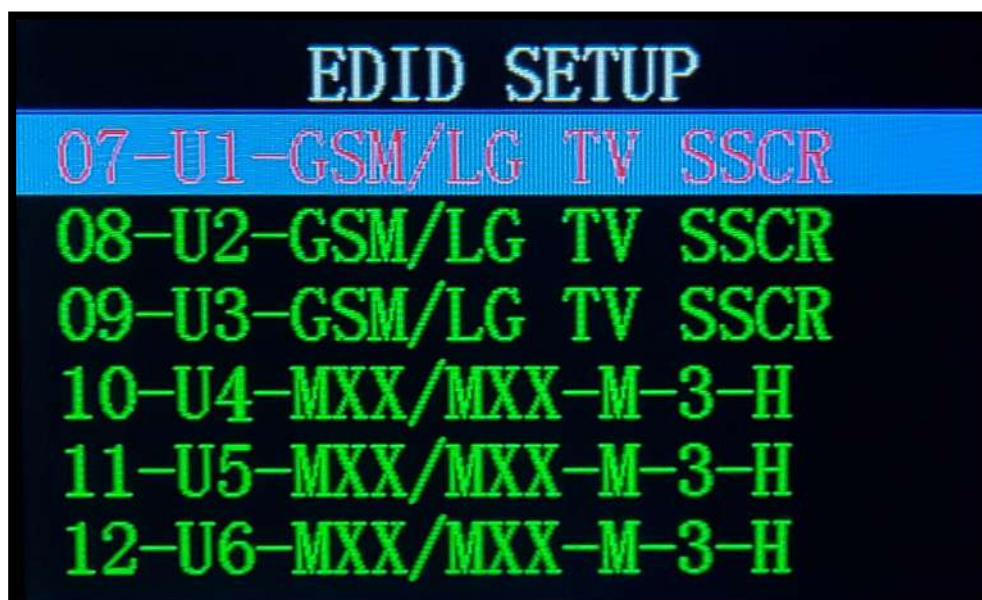 EDID SETUP
07-U1-GSM/LG TV SSCR
08-U2-GSM/LG TV SSCR
09-U3-GSM/LG TV SSCR
10-U4-MXX/MXX-M-3-H
11-U5-MXX/MXX-M-3-H
12-U6-MXX/MXX-M-3-H